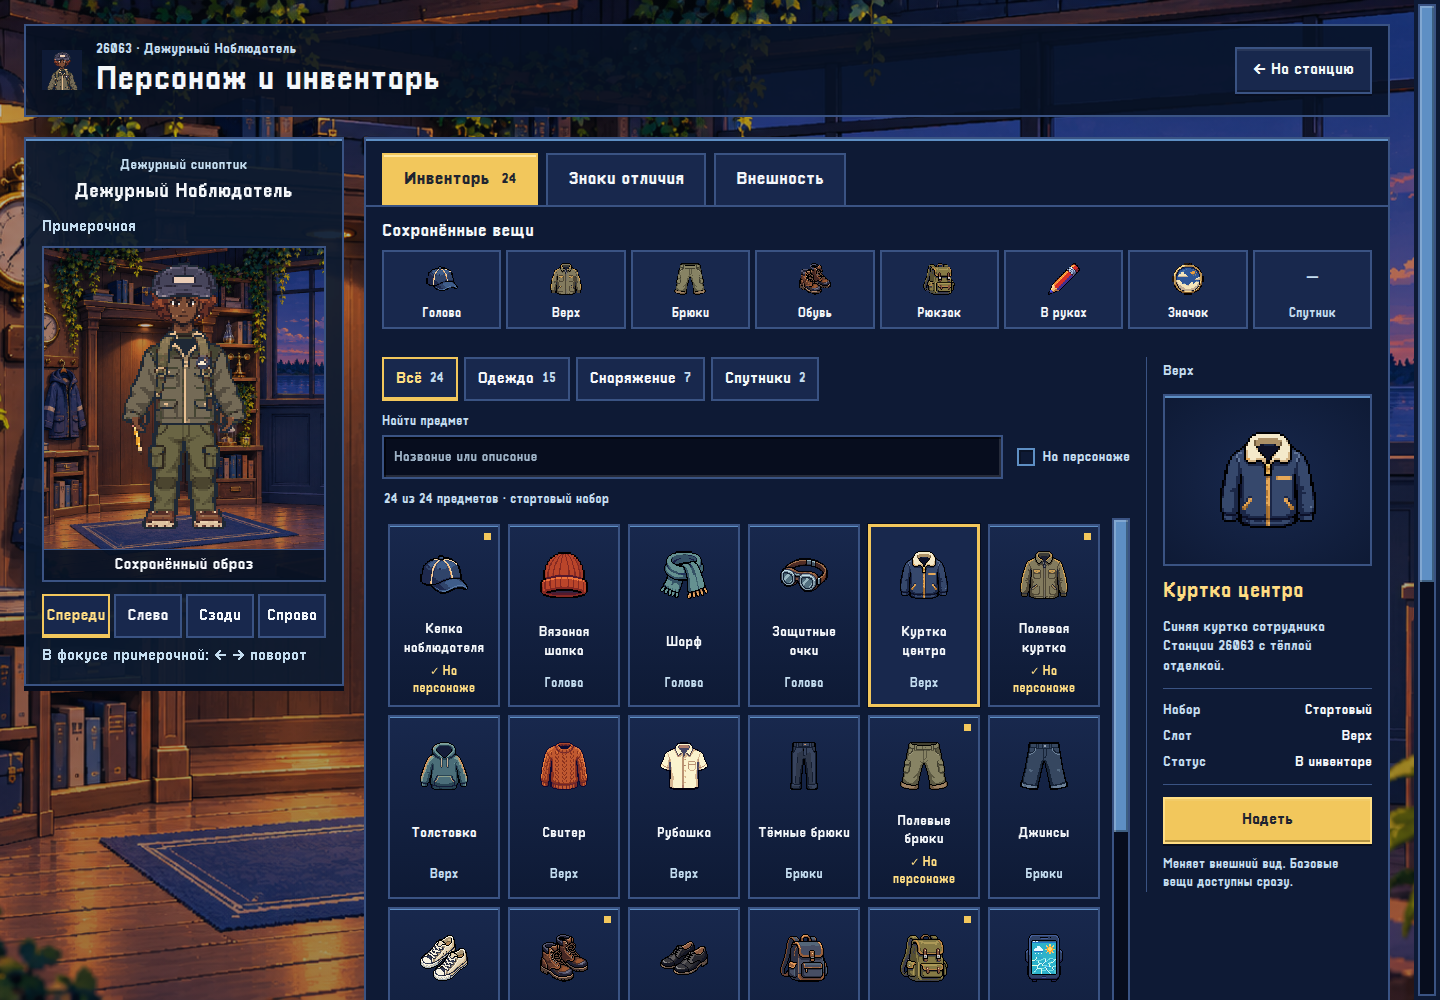 26063 · Дежурный Наблюдатель
Персонаж и инвентарь
← На станцию
Дежурный синоптик
Дежурный Наблюдатель
Примерочная
Сохранённый образ
Спереди
Слева
Сзади
Справа
В фокусе примерочной: ← → поворот
Инвентарь 24
Знаки отличия
Внешность
Сохранённые вещи
Голова
Верх
Брюки
Обувь
Рюкзак
В руках
Значок
—
Спутник
Всё 24
Одежда 15
Снаряжение 7
Спутники 2
Найти предмет
Название или описание
На персонаже
24 из 24 предметов · стартовый набор
Кепка
наблюдателя
✓ На
персонаже
Вязаная
шапка
Голова
Шарф
Голова
Защитные
очки
Голова
Куртка
центра
Верх
Полевая
куртка
✓ На
персонаже
Толстовка
Верх
Свитер
Верх
Рубашка
Верх
Тёмные брюки
Брюки
Полевые
брюки
✓ На
персонаже
Джинсы
Брюки
Верх
Куртка центра
Синяя куртка сотрудника
Станции 26063 с тёплой
отделкой.
Набор Стартовый
Слот Верх
Статус В инвентаре
Надеть
Меняет внешний вид. Базовые
вещи доступны сразу.